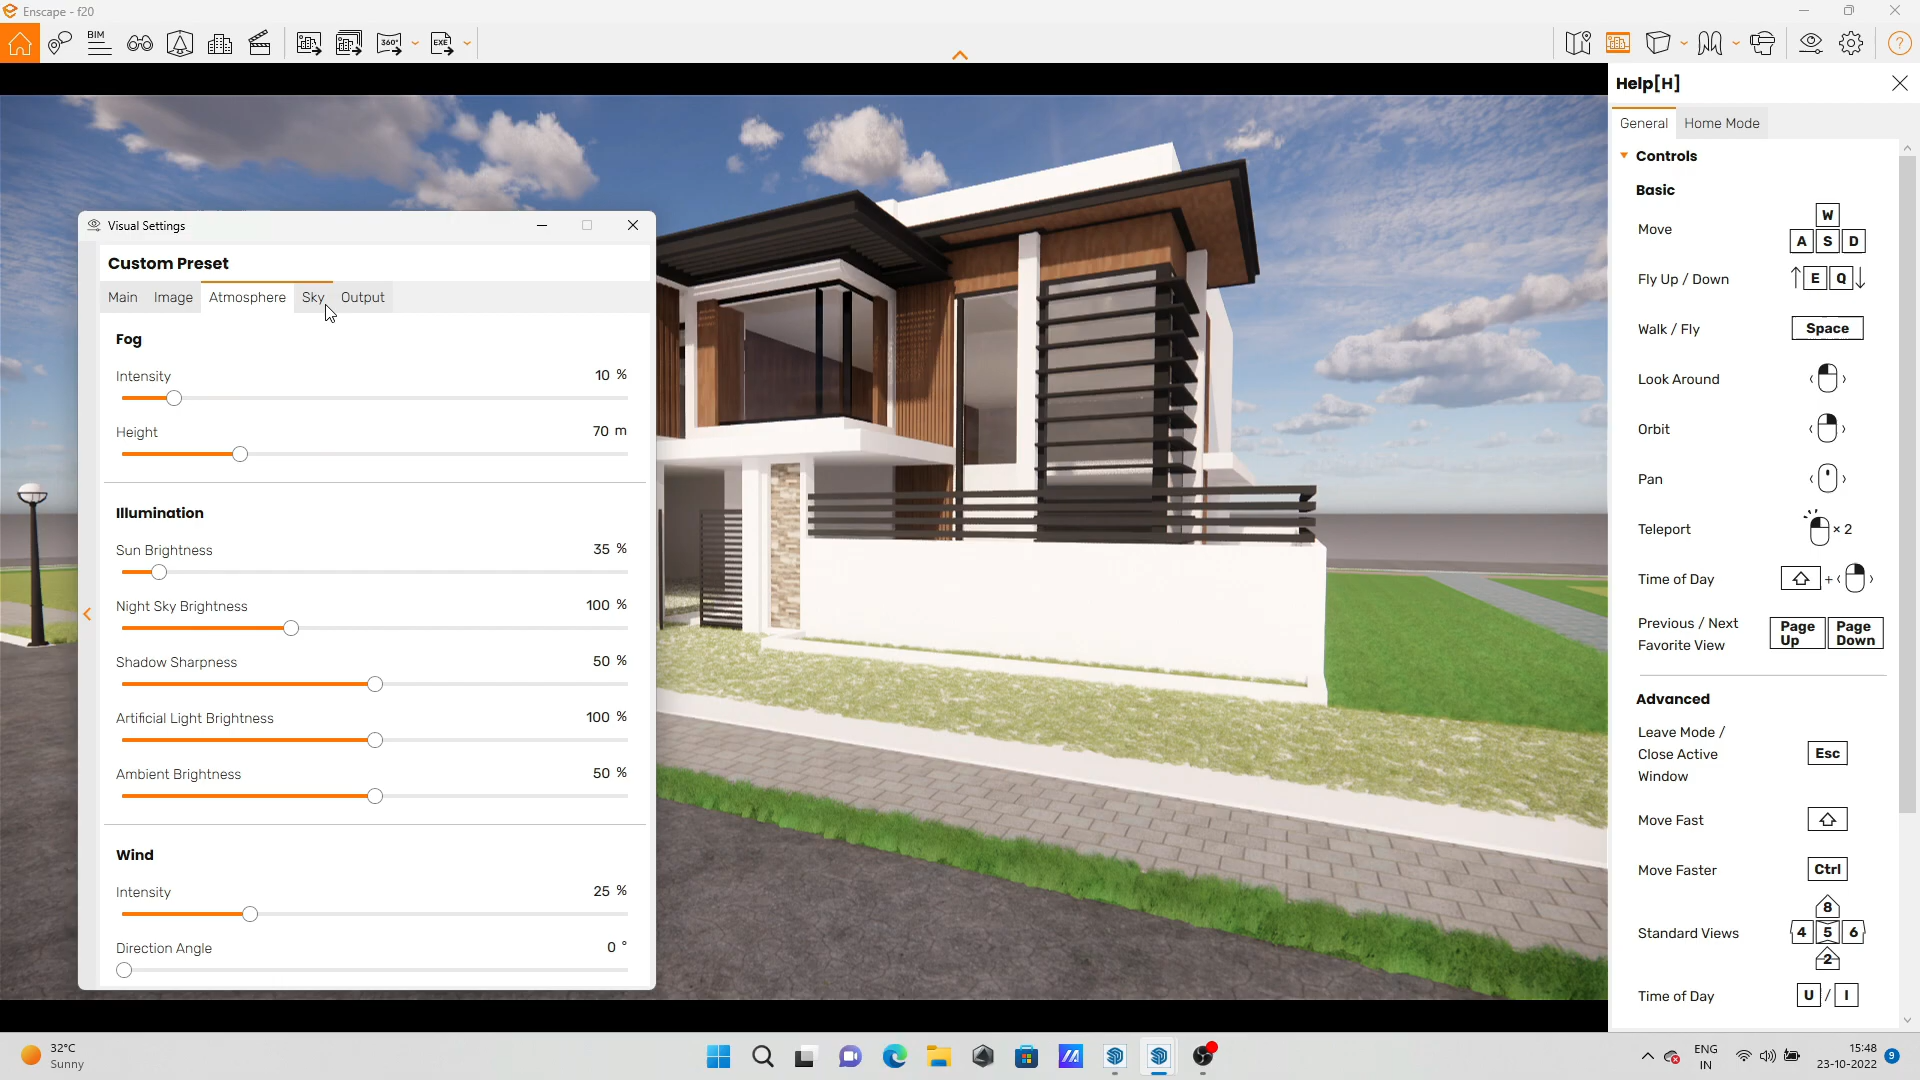 Enscape - f20
BIM
360°
EXE
Help[H]
General
Home Mode
Controls
Basic
Move
W
A S D
Fly Up / Down
E Q
Walk / Fly
Space
Look Around
Orbit
Pan
Teleport
× 2
Time of Day
+
Previous / Next
Favorite View
Page Up
Page Down
Advanced
Leave Mode /
Close Active
Window
Esc
Move Fast
Move Faster
Ctrl
Standard Views
8
4 5 6
2
Time of Day
U / I
Visual Settings
Custom Preset
Main Image Atmosphere Sky Output
Fog
Intensity 10 %
Height 70 m
Illumination
Sun Brightness 35 %
Night Sky Brightness 100 %
Shadow Sharpness 50 %
Artificial Light Brightness 100 %
Ambient Brightness 50 %
Wind
Intensity 25 %
Direction Angle 0 °
32°C
Sunny
ENG
IN
15:48
23-10-2022
9